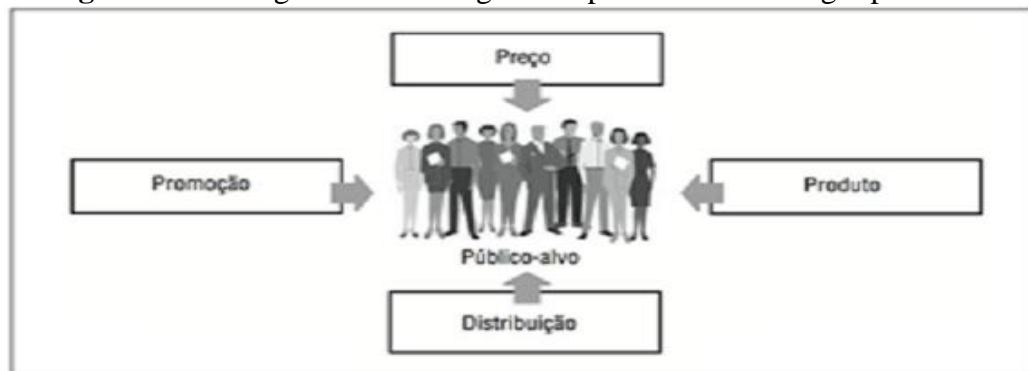 Preço
Promoção
Produto
Público-alvo
Distribuição